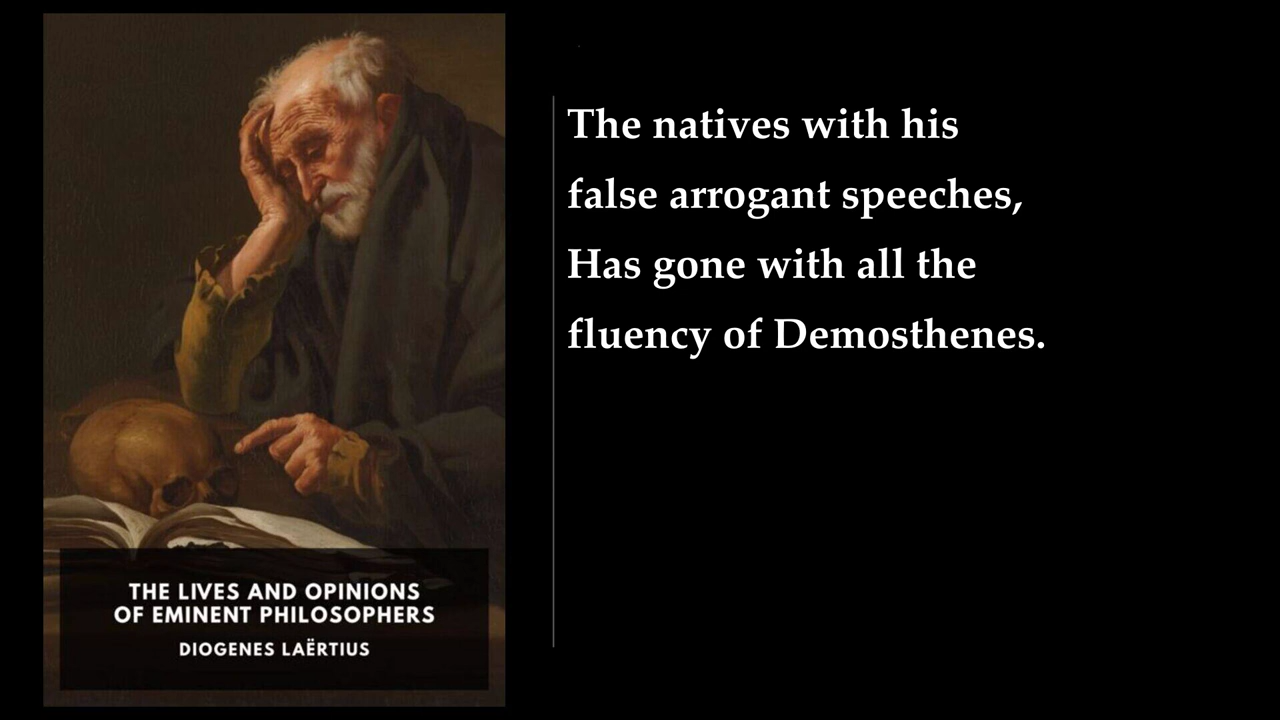 The natives with his
false arrogant speeches,
Has gone with all the
fluency of Demosthenes.
THE LIVES AND OPINIONS
OF EMINENT PHILOSOPHERS
DIOGENES LAËRTIUS